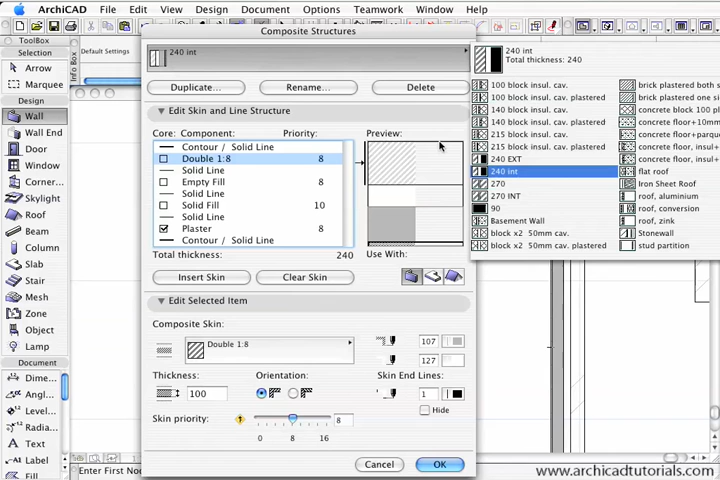 ArchiCAD File Edit View Design Document Options Teamwork Window Help
ToolBox
Selection
Arrow
Marquee
Design
Wall
Wall End
Door
Window
Corner...
Skylight
Roof
Beam
Column
Slab
Stair
Mesh
Zone
Object
Lamp
Document
Dime...
Angl...
Level...
Radia...
Text
Label
Fill
Info Box
Default Settings
Composite Structures
240 int
Duplicate...
Rename...
Delete
Edit Skin and Line Structure
Core: Component: Priority: Preview:
Contour / Solid Line
Double 1:8 8
Solid Line
Empty Fill 8
Solid Line
Solid Fill 10
Solid Line
Plaster 8
Contour / Solid Line
Total thickness: 240 Use With:
Insert Skin
Clear Skin
Edit Selected Item
Composite Skin:
Double 1:8
107
127
Thickness: Orientation: Skin End Lines:
100
1
Hide
Skin priority:
8
0 8 16
Cancel
OK
Enter First No
240 int
Total thickness: 240
100 block insul. cav.
100 block insul. cav. plastered
140 block insul. cav.
140 block insul. cav. plastered
215 block insul. cav.
215 block insul. cav. plastered
240 EXT
240 int
270
270 INT
90
Basement Wall
block x2 50mm cav.
block x2 50mm cav. plastered
brick plastered both s
brick plastered one si
concrete block 100 pl
concrete floor+10mm
concrete floor+parqu
concrete floor, insul+
concrete floor, insul+
flat roof
Iron Sheet Roof
roof, aluminium
roof, conversion
roof, zink
Stonewall
stud partition
www.archicadtutorials.com